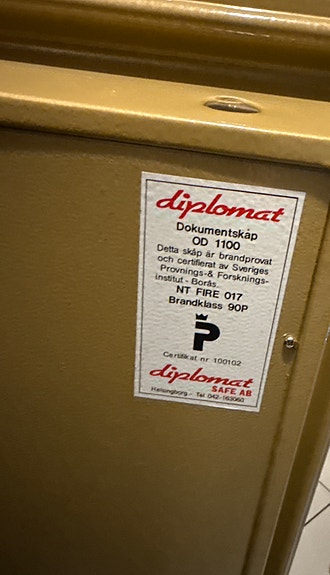 diplomat
Dokumentskåp
OD 1100
Detta skåp är brandprovat
och certifierat av Sveriges
Provnings-& Forsknings-
institut - Borås.
NT FIRE 017
Brandklass 90P
P
Certifikat nr 100102
diplomat
SAFE AB
Helsingborg - Tel 042-163060